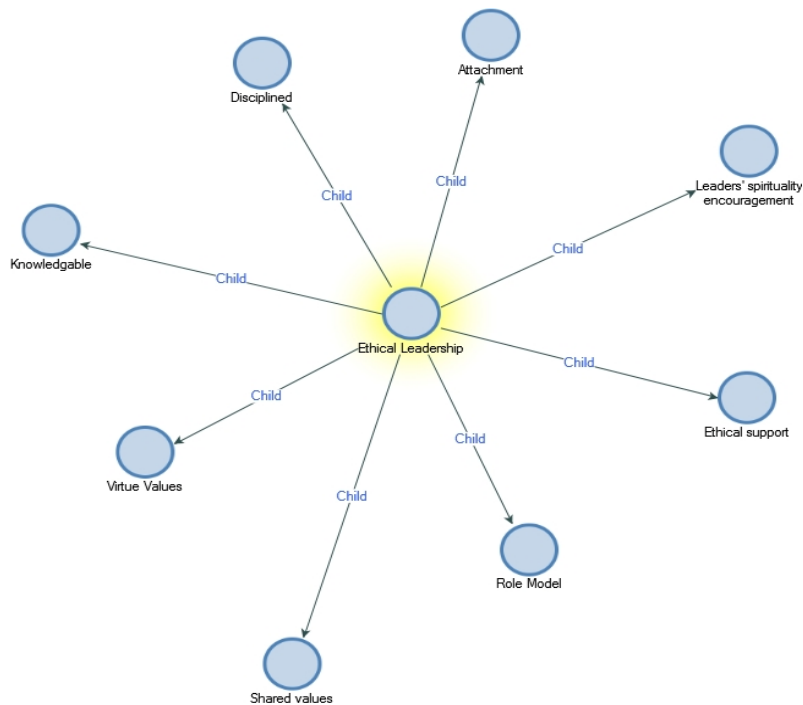 Attachment
Disciplined
Child
Child
Leaders' spirituality
encouragement
Child
Knowledgable
Child
Ethical Leadership
Child
Ethical support
Child
Child
Virtue Values
Child
Role Model
Shared values